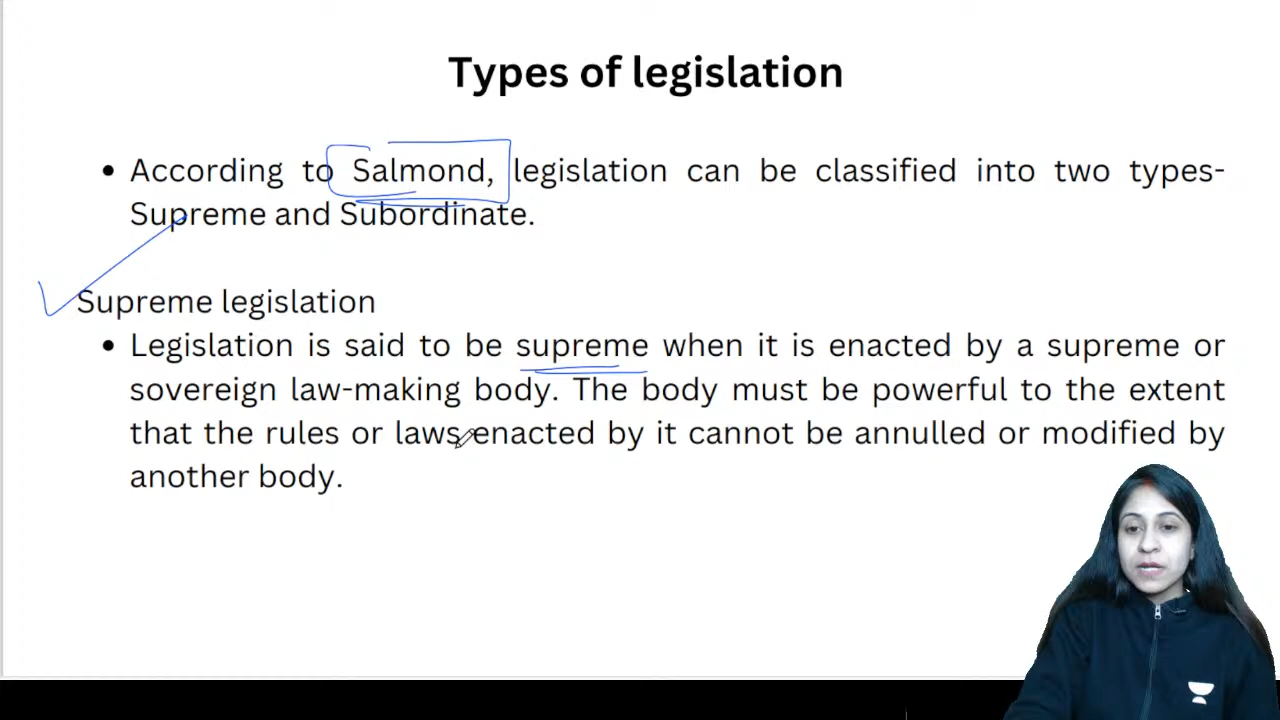 Types of legislation
According to Salmond, legislation can be classified into two types-
Supreme and Subordinate.
Supreme legislation
Legislation is said to be supreme when it is enacted by a supreme or
sovereign law-making body. The body must be powerful to the extent
that the rules or laws enacted by it cannot be annulled or modified by
another body.